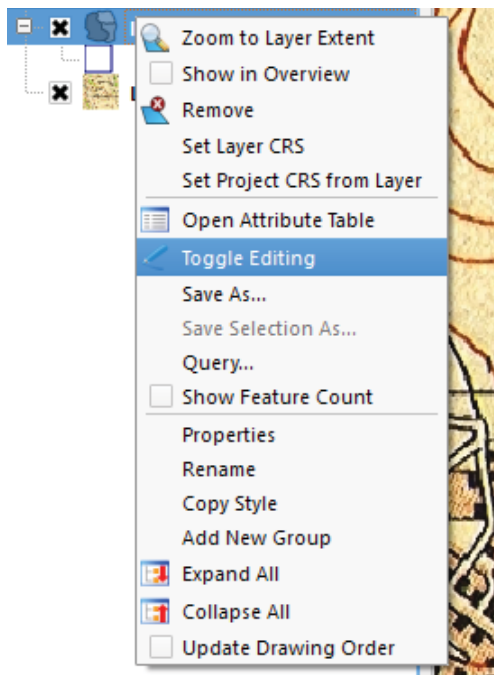 Zoom to Layer Extent
Show in Overview
Remove
Set Layer CRS
Set Project CRS from Layer
Open Attribute Table
Toggle Editing
Save As...
Save Selection As...
Query...
Show Feature Count
Properties
Rename
Copy Style
Add New Group
Expand All
Collapse All
Update Drawing Order